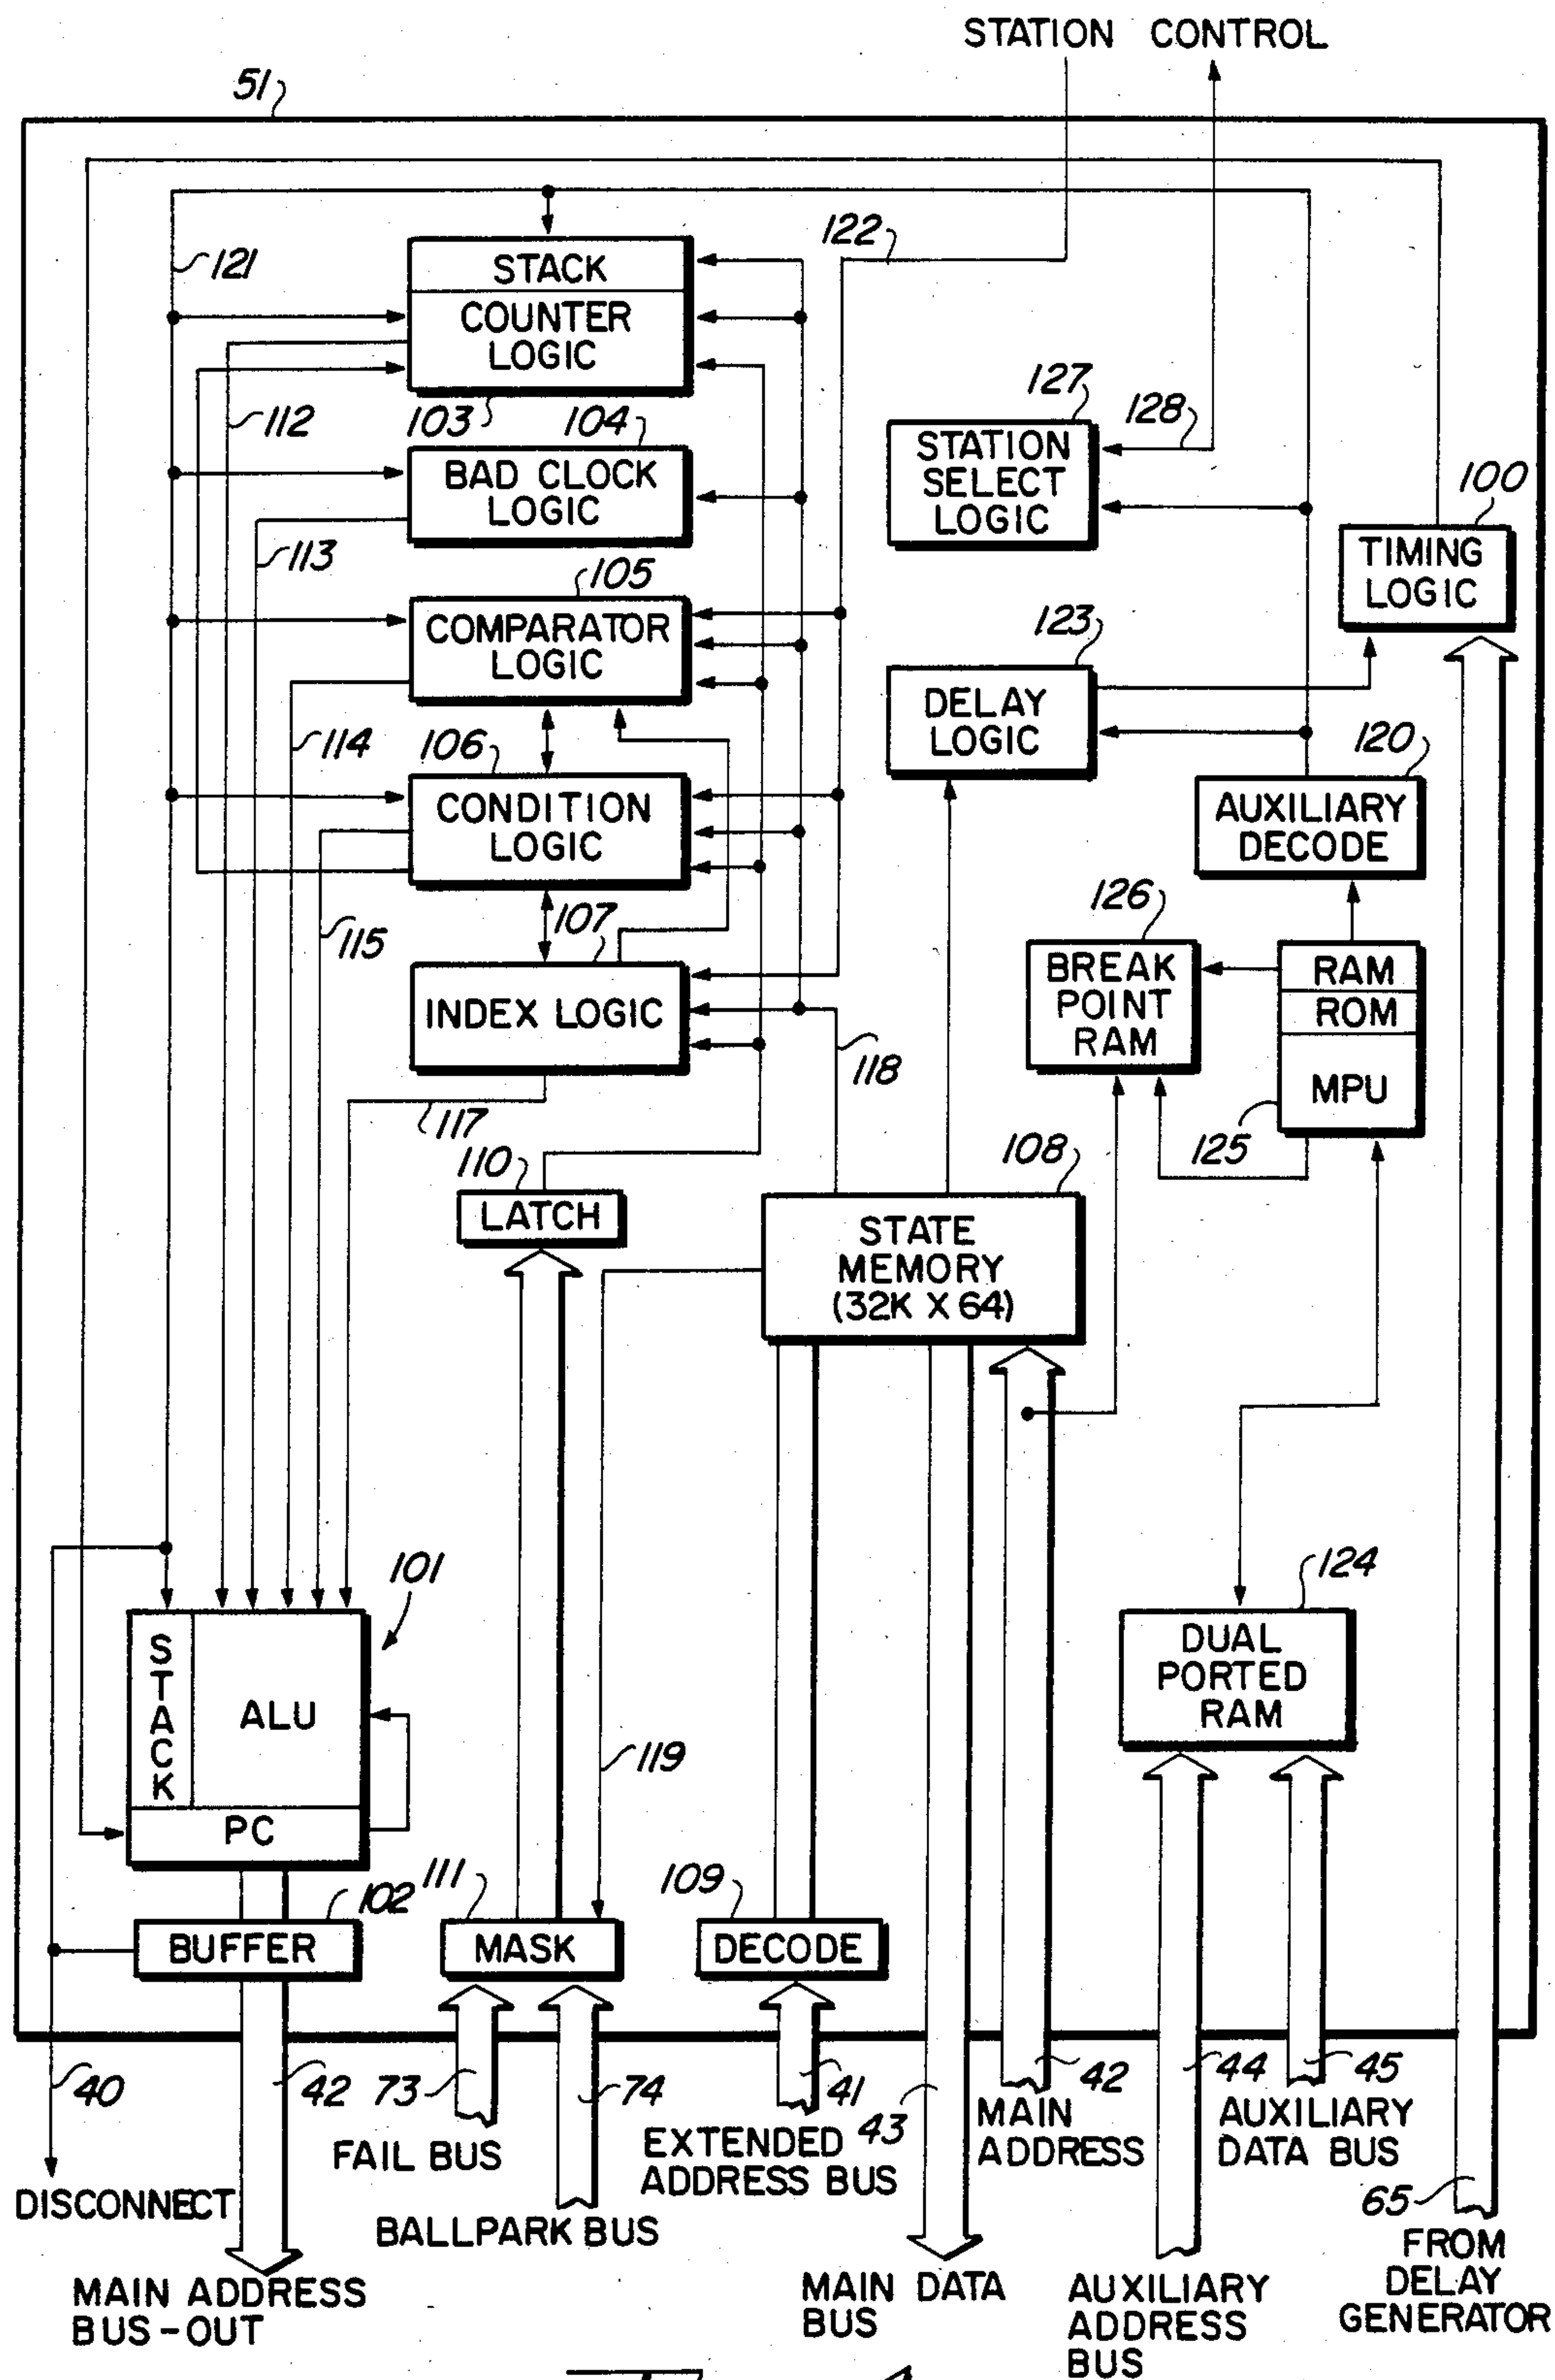 STATION CONTROL
51
121
STACK
COUNTER
LOGIC
122
112
103
104
BAD CLOCK
LOGIC
113
127
128
STATION
SELECT
LOGIC
100
TIMING
LOGIC
105
COMPARATOR
LOGIC
123
DELAY
LOGIC
114
106
CONDITION
LOGIC
120
AUXILIARY
DECODE
115
107
INDEX LOGIC
126
BREAK
POINT
RAM
RAM
ROM
MPU
118
117
110
LATCH
125
108
STATE
MEMORY
(32K X 64)
101
STACK
ALU
PC
124
DUAL
PORTED
RAM
119
102
BUFFER
111
MASK
109
DECODE
40
42
73
74
41
43
42
44
45
65
DISCONNECT
MAIN ADDRESS
BUS-OUT
FAIL BUS
BALLPARK BUS
EXTENDED
ADDRESS BUS
MAIN DATA
BUS
MAIN
ADDRESS
AUXILIARY
ADDRESS
BUS
AUXILIARY
DATA BUS
FROM
DELAY
GENERATOR